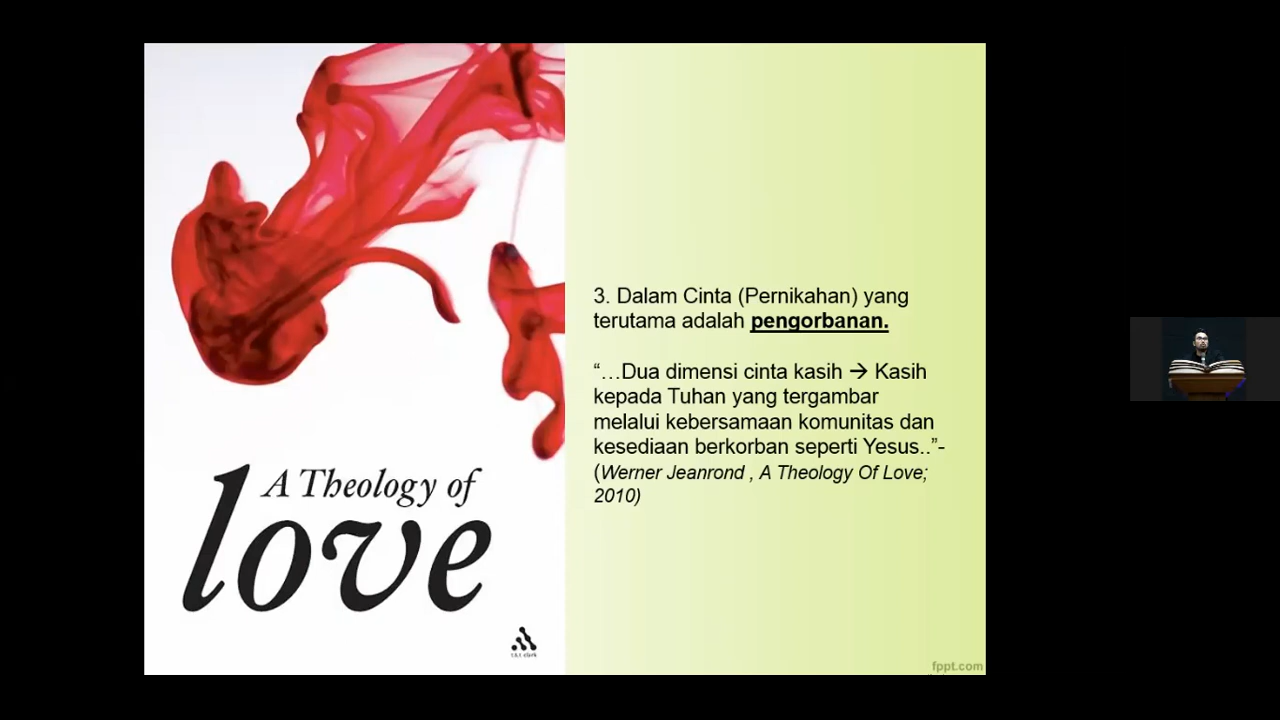 3. Dalam Cinta (Pernikahan) yang
terutama adalah pengorbanan.
“…Dua dimensi cinta kasih → Kasih
kepada Tuhan yang tergambar
melalui kebersamaan komunitas dan
kesediaan berkorban seperti Yesus..”-
(Werner Jeanrond , A Theology Of Love;
2010)
A Theology of
love
t & t clark
fppt.com